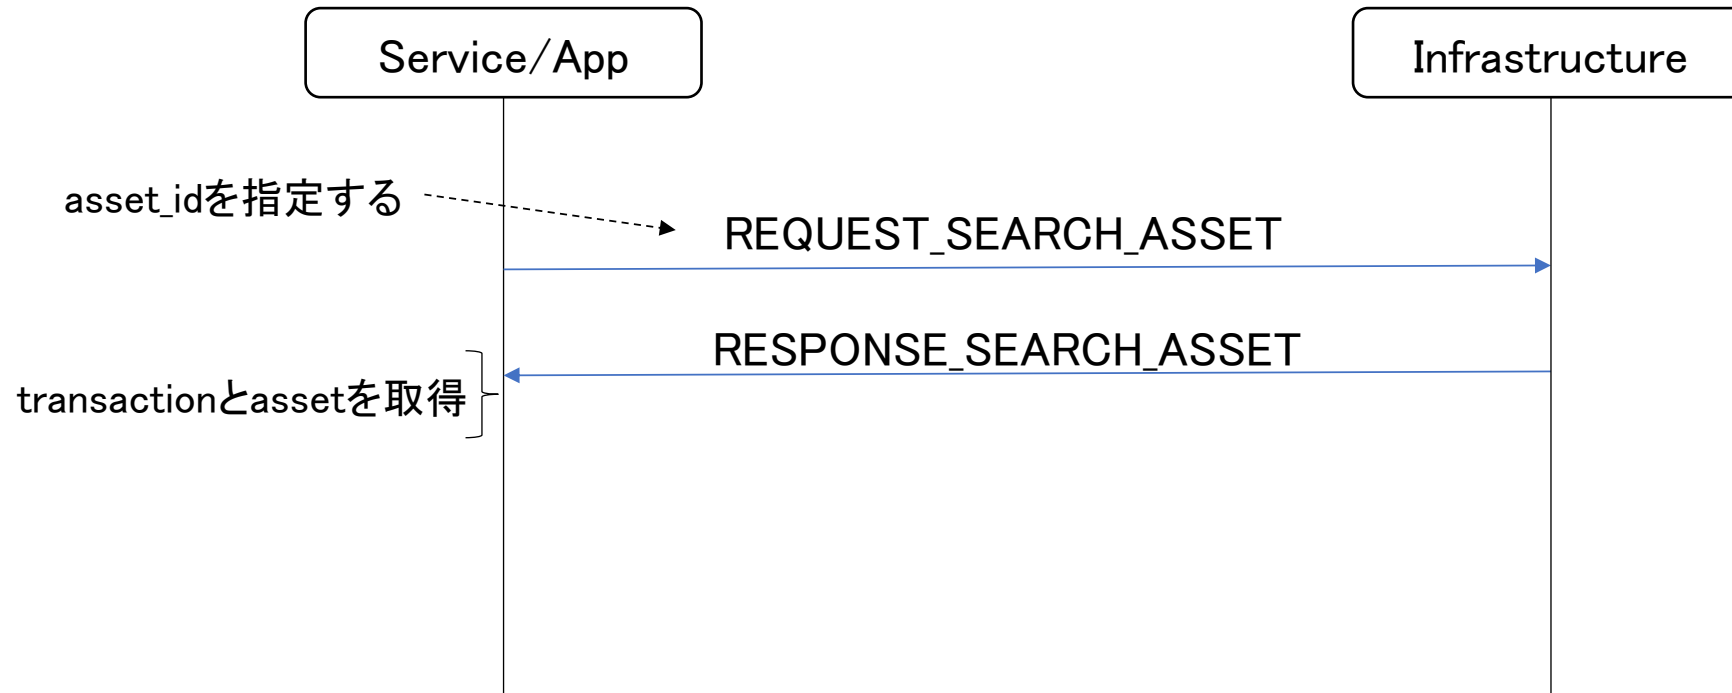 Service/App
Infrastructure
asset_idを指定する
REQUEST_SEARCH_ASSET
RESPONSE_SEARCH_ASSET
transactionとassetを取得